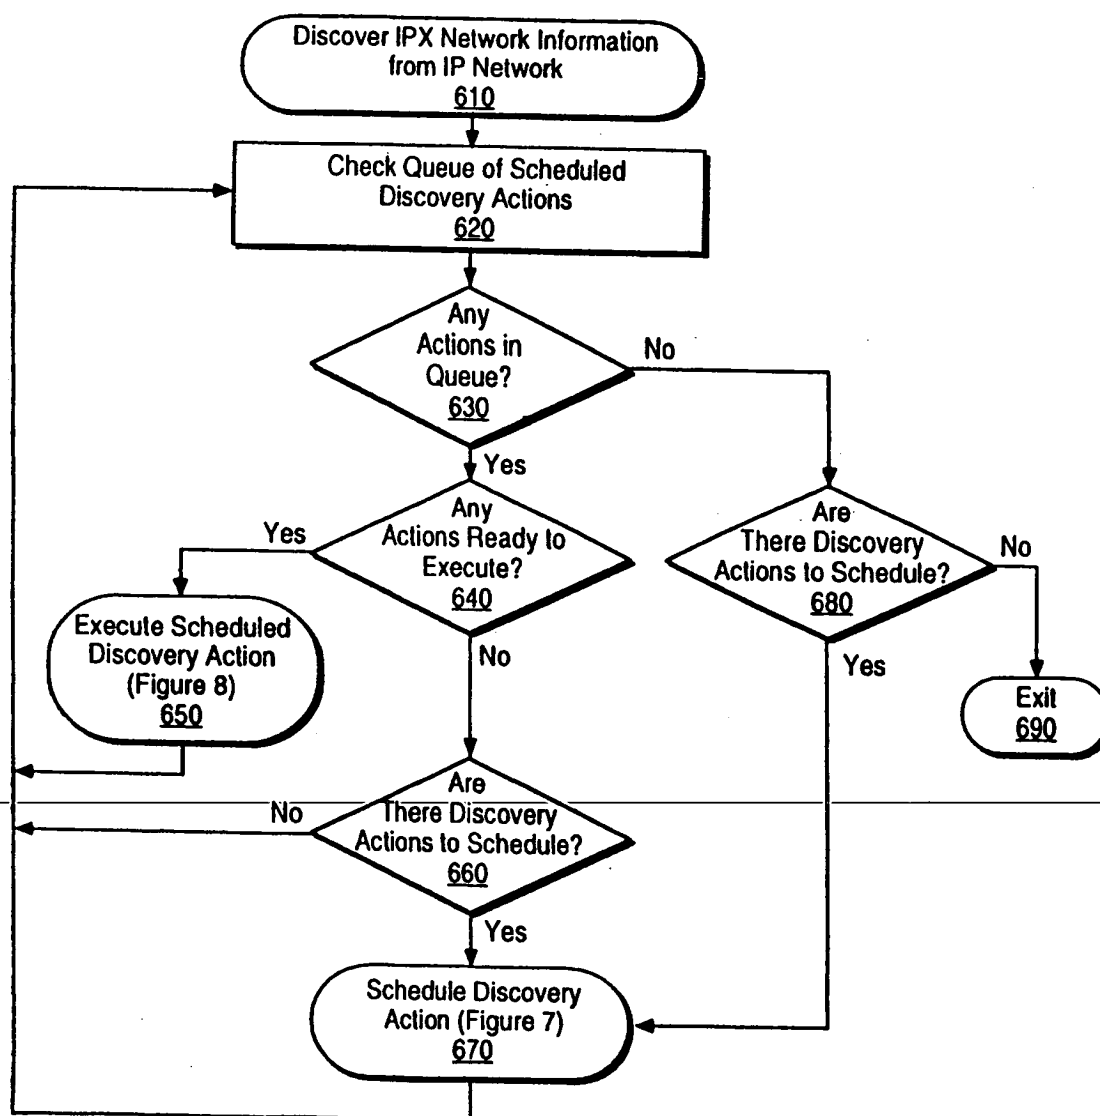 Discover IPX Network Information
from IP Network
610
Check Queue of Scheduled
Discovery Actions
620
Any
Actions in
Queue?
630
No
Yes
Any
Actions Ready to
Execute?
640
Yes
No
Are
There Discovery
Actions to Schedule?
680
No
Yes
Execute Scheduled
Discovery Action
(Figure 8)
650
Exit
690
Are
There Discovery
Actions to Schedule?
660
No
Yes
Schedule Discovery
Action (Figure 7)
670